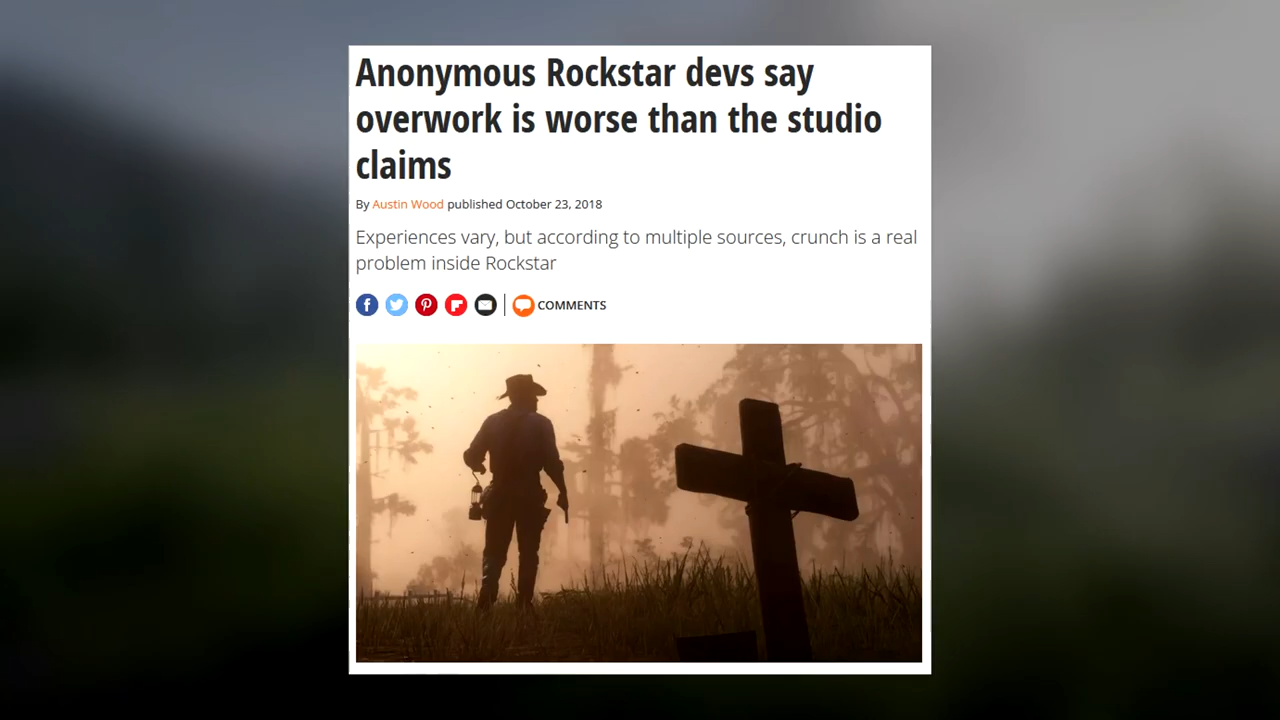 Anonymous Rockstar devs say
overwork is worse than the studio
claims
By Austin Wood published October 23, 2018
Experiences vary, but according to multiple sources, crunch is a real
problem inside Rockstar
COMMENTS